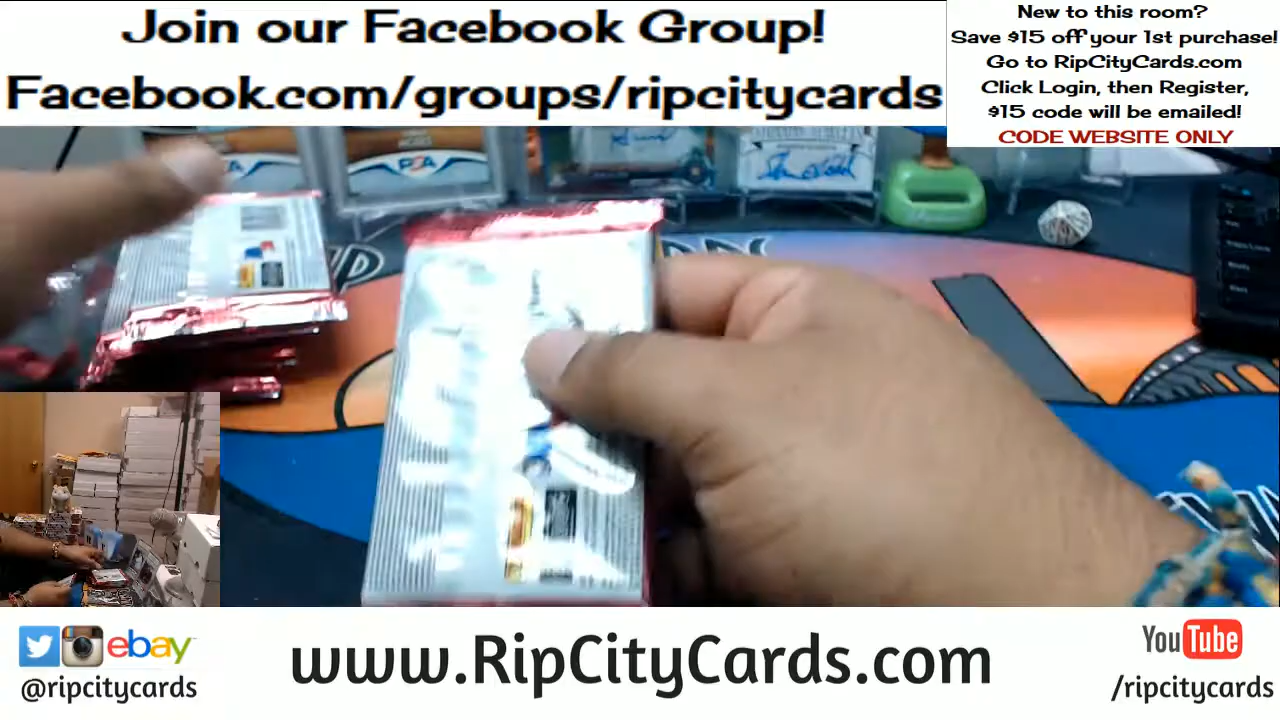 Join our Facebook Group!
Facebook.com/groups/ripcitycards
New to this room?
Save $15 off your 1st purchase!
Go to RipCityCards.com
Click Login, then Register,
$15 code will be emailed!
CODE WEBSITE ONLY
PSA
PSA
ebay
@ripcitycards
www.RipCityCards.com
YouTube
/ripcitycards